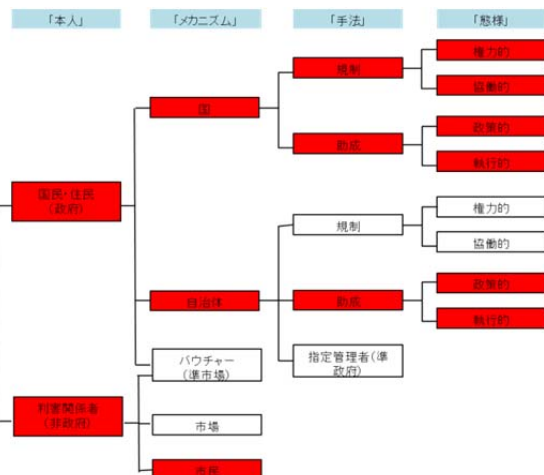 「本人」
「メカニズム」
「手法」
「態様」
権力的
規制
協働的
国
政策的
助成
執行的
国民・住民
(政府)
権力的
規制
協働的
政策的
自治体
助成
執行的
バウチャー
(準市場)
指定管理者(準
政府)
利害関係者
(非政府)
市場
市民